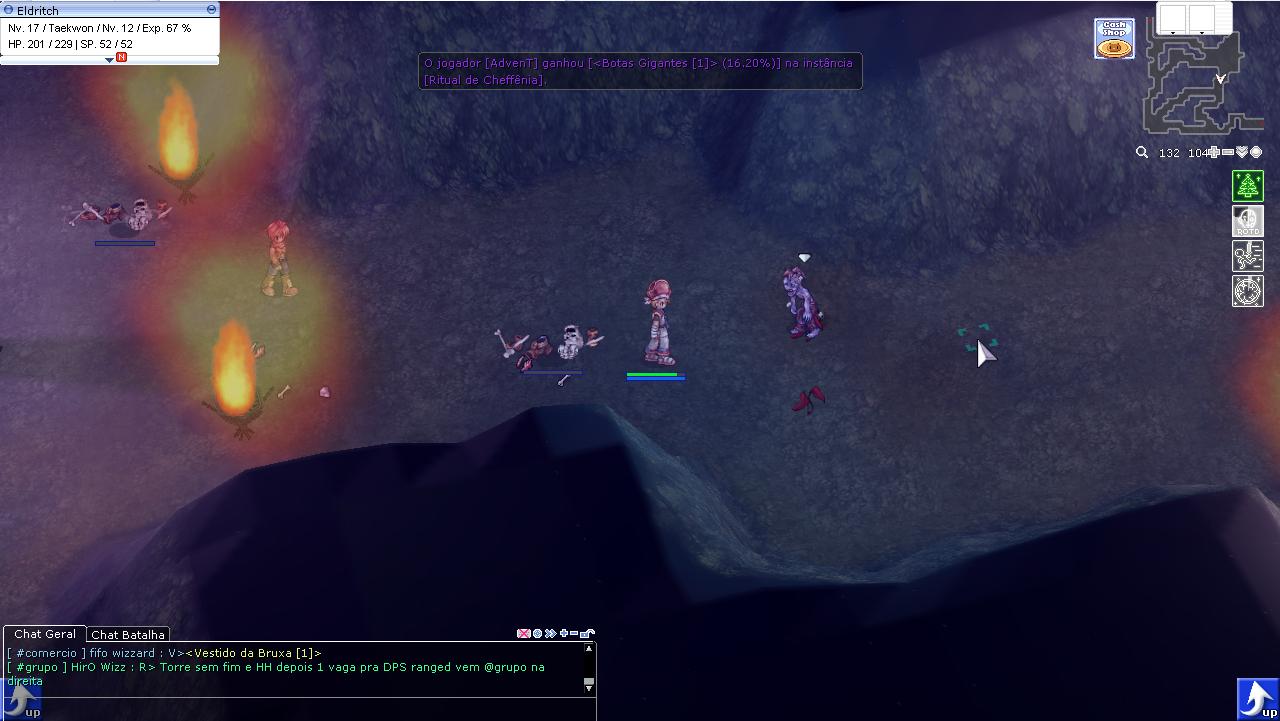 Eldritch
Nv. 17 / Taekwon / Nv. 12 / Exp. 67 %
HP. 201 / 229 | SP. 52 / 52
N
O jogador [AdvenT] ganhou [<Botas Gigantes [1]> (16.20%)] na instância
[Ritual de Cheffênia].
Cash
Shop
132 104
ROTD
Chat Geral
Chat Batalha
[ #comercio ] fifo wizzard : V><Vestido da Bruxa [1]>
[ #grupo ] HirO Wizz : R> Torre sem fim e HH depois 1 vaga pra DPS ranged vem @grupo na
direita
up
up